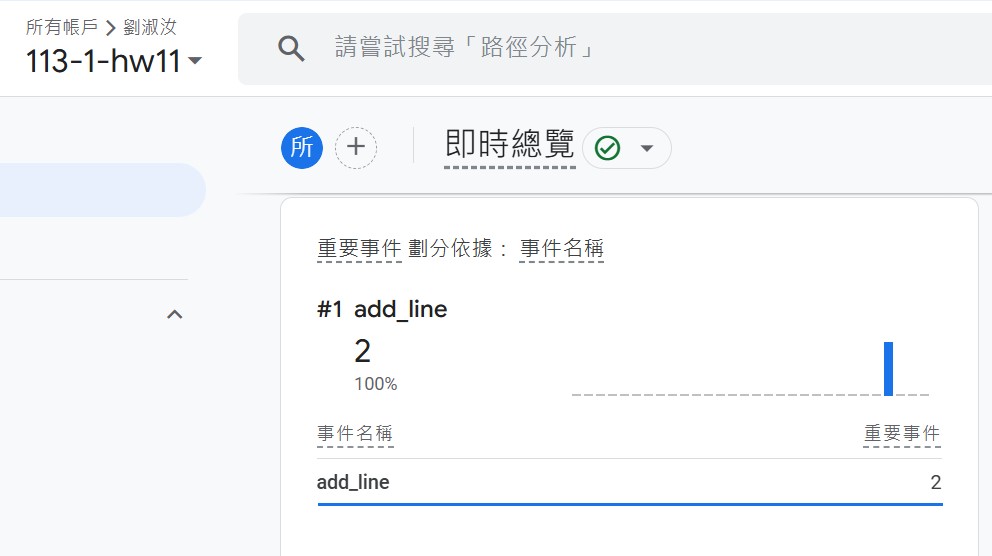 所有帳戶 > 劉淑汝
113-1-hw11
請嘗試搜尋「路徑分析」
所
即時總覽
重要事件 劃分依據： 事件名稱
#1 add_line
2
100%
事件名稱 重要事件
add_line 2